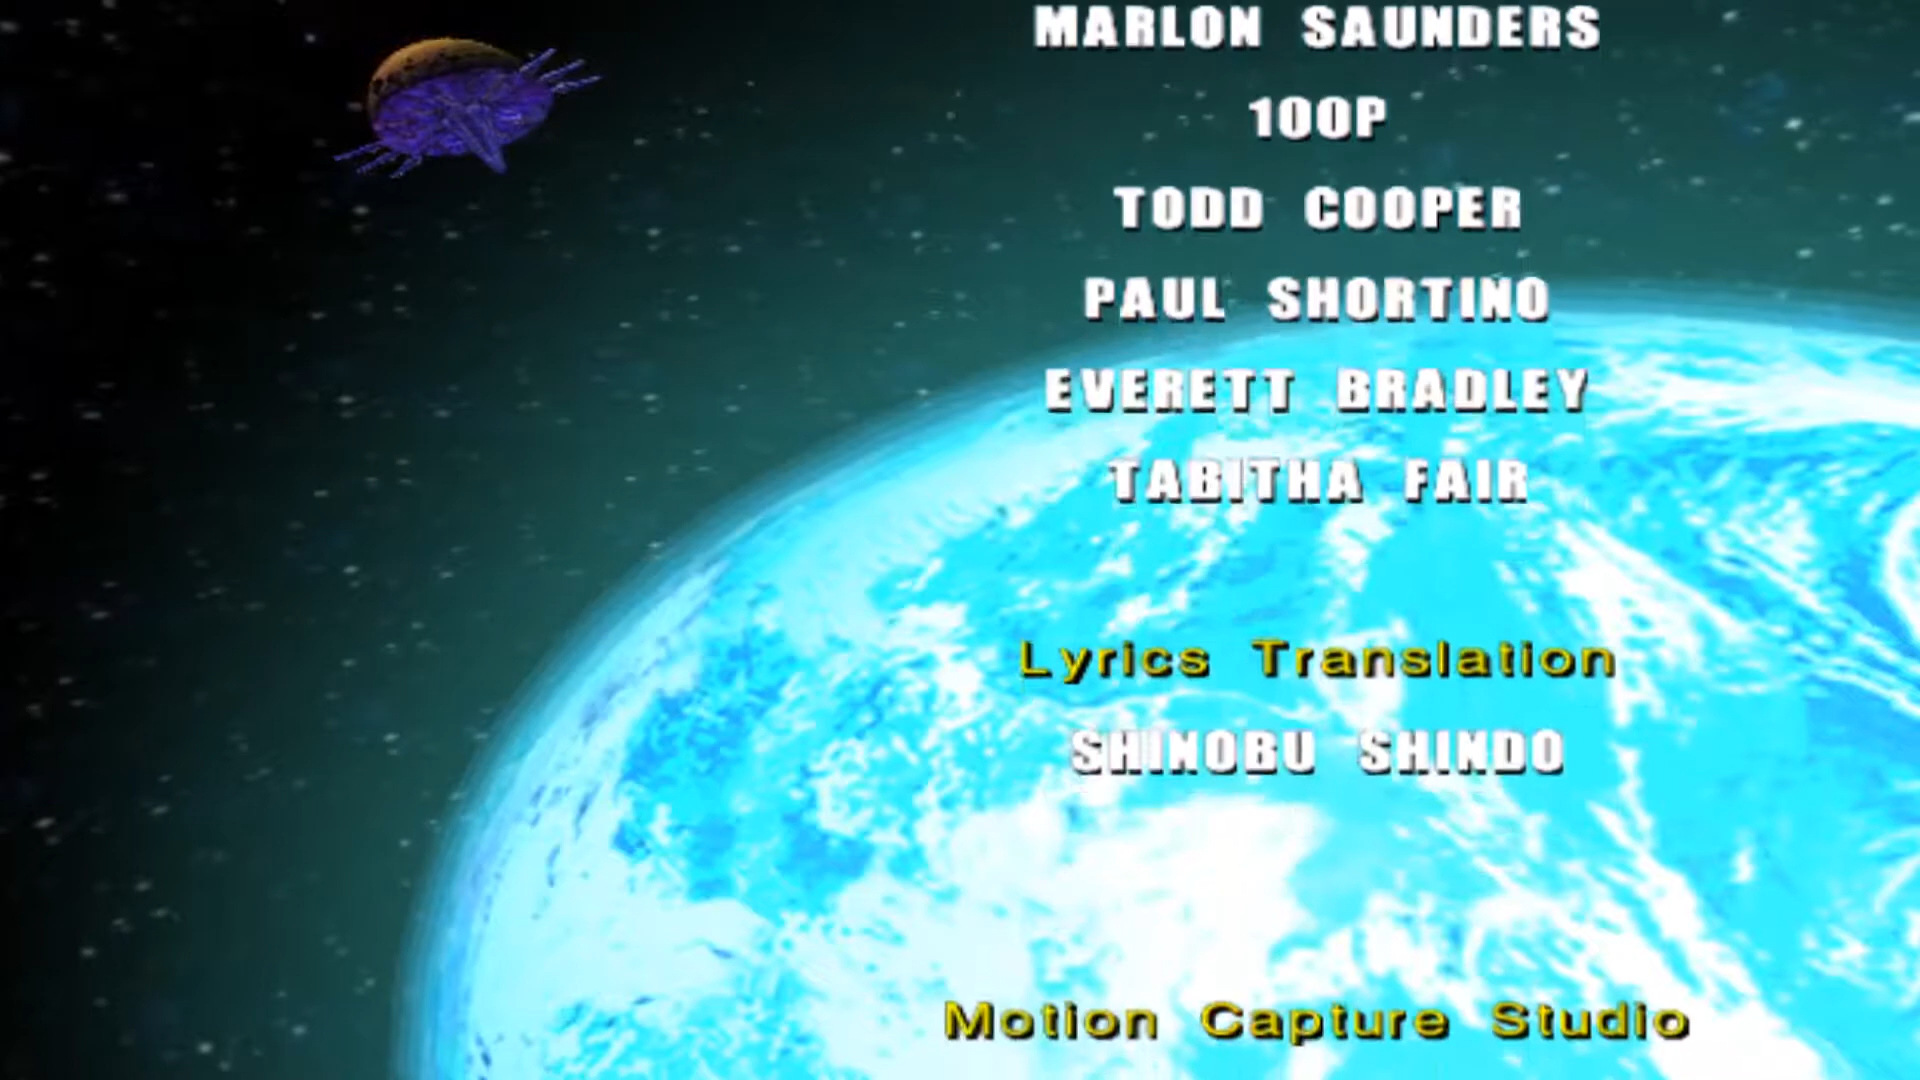 MARLON SAUNDERS
100P
TODD COOPER
PAUL SHORTINO
EVERETT BRADLEY
TABITHA FAIR
Lyrics Translation
SHINOBU SHINDO
Motion Capture Studio